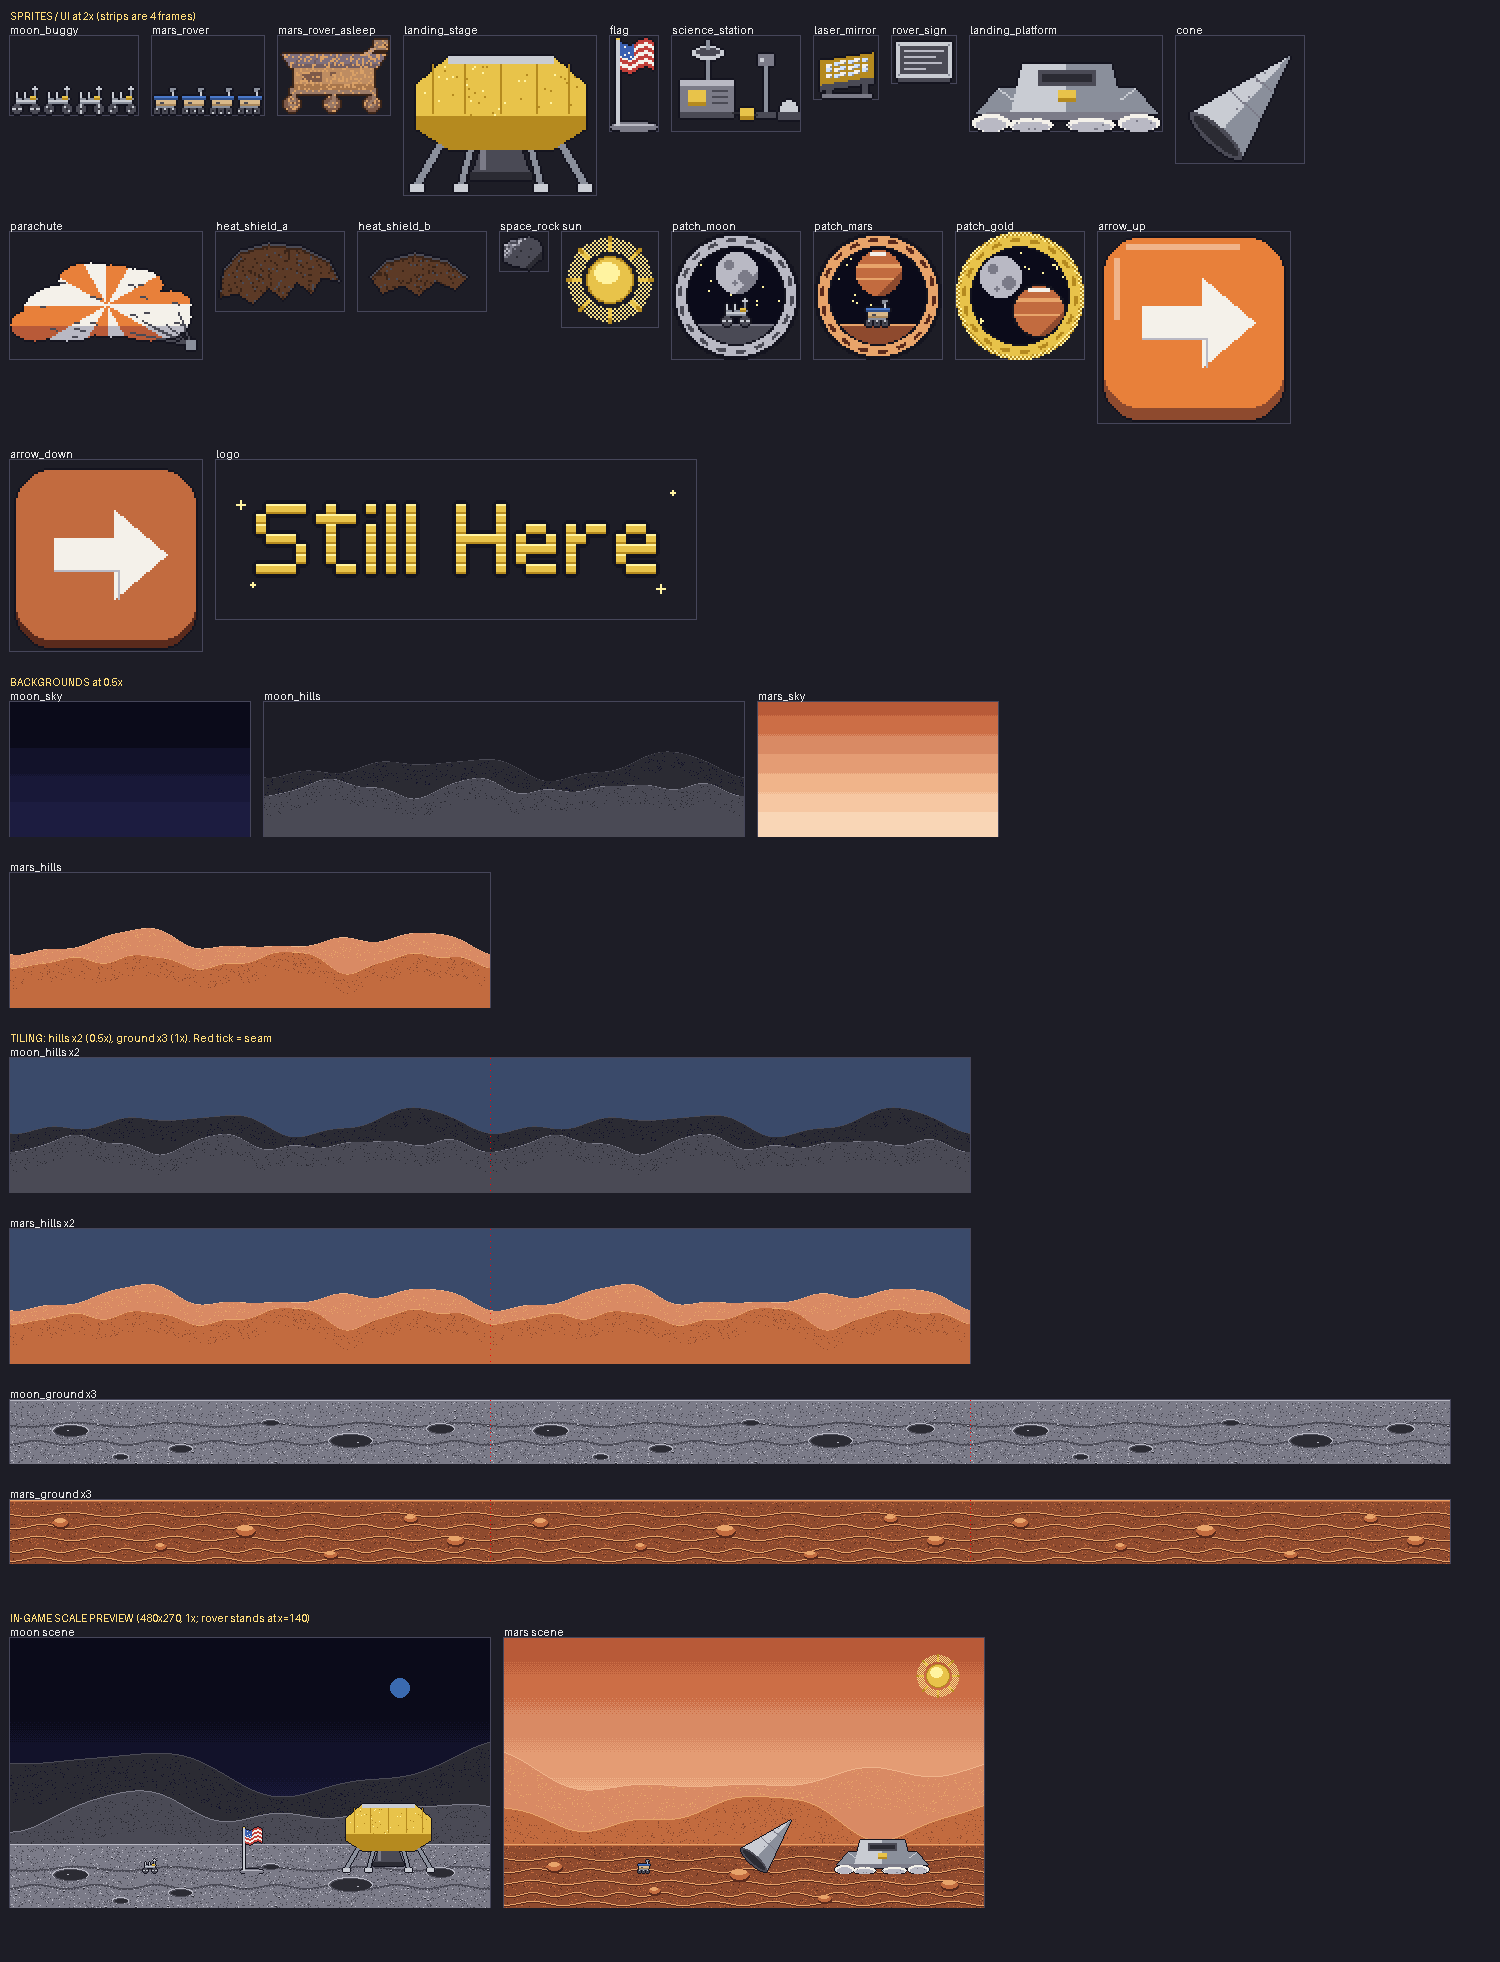 SPRITES / UI at 2x (strips are 4 frames)
moon_buggy mars_rover mars_rover_asleep landing_stage flag science_station laser_mirror rover_sign landing_platform cone
parachute heat_shield_a heat_shield_b space_rock sun patch_moon patch_mars patch_gold arrow_up
arrow_down logo
Still Here
BACKGROUNDS at 0.5x
moon_sky moon_hills mars_sky
mars_hills
TILING: hills x2 (0.5x), ground x3 (1x). Red tick = seam
moon_hills x2
mars_hills x2
moon_ground x3
mars_ground x3
IN-GAME SCALE PREVIEW (480x270, 1x; rover stands at x=140)
moon scene mars scene